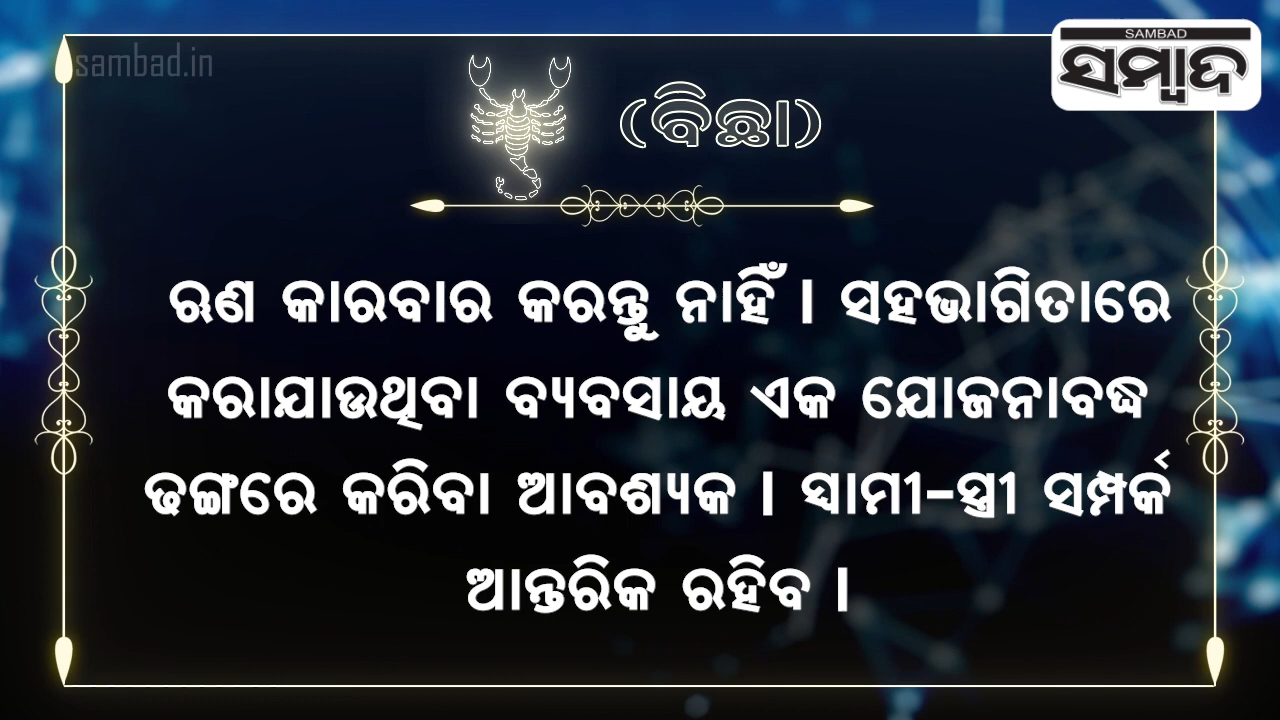 sambad.in
SAMBAD
ସମ୍ବାଦ
(ବିଛା)
ଋଣ କାରବାର କରନ୍ତୁ ନାହିଁ । ସହଭାଗିତାରେ
କରାଯାଉଥିବା ବ୍ୟବସାୟ ଏକ ଯୋଜନାବଦ୍ଧ
ଢଙ୍ଗରେ କରିବା ଆବଶ୍ୟକ । ସ୍ୱାମୀ–ସ୍ତ୍ରୀ ସମ୍ପର୍କ
ଆନ୍ତରିକ ରହିବ ।